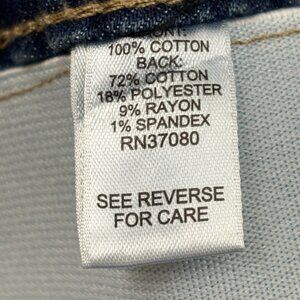 100% COTTON
BACK:
72% COTTON
18% POLYESTER
9% RAYON
1% SPANDEX
RN37080
SEE REVERSE
FOR CARE